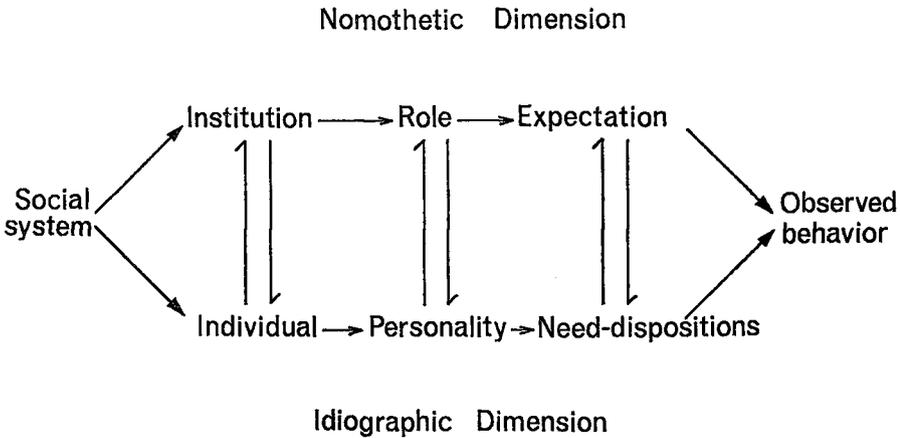 Nomothetic Dimension
Institution Role Expectation
Social
system
Observed
behavior
Individual Personality Need-dispositions
Idiographic Dimension